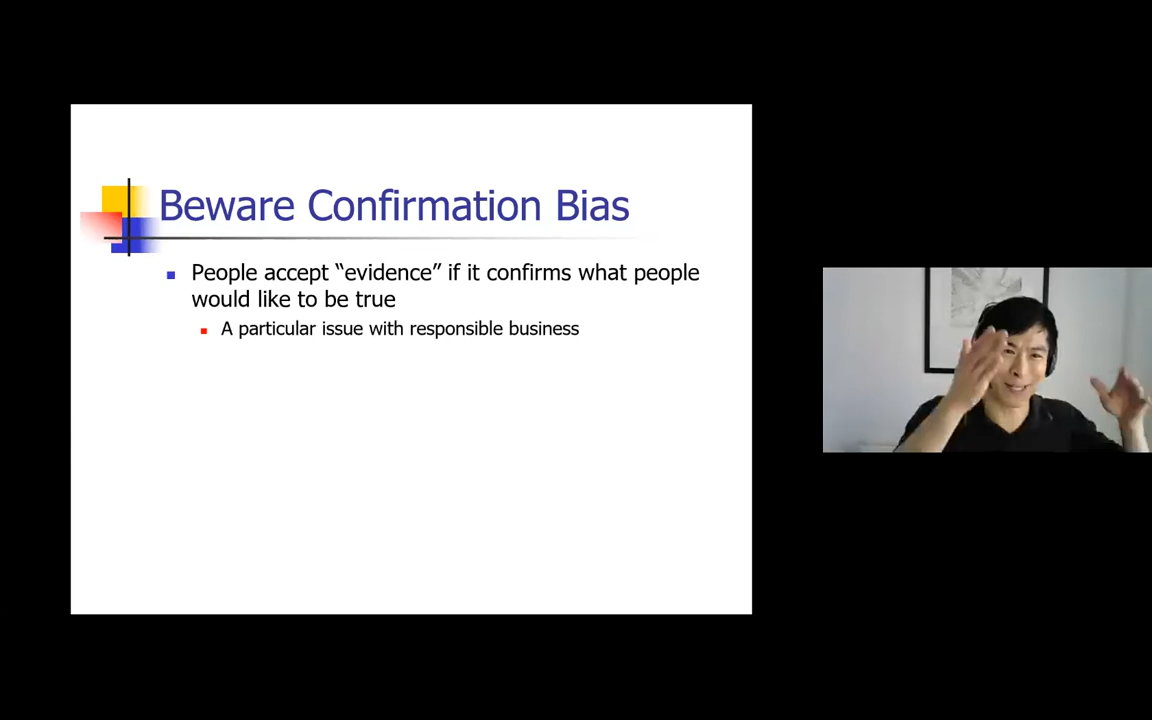 Beware Confirmation Bias
People accept “evidence” if it confirms what people
would like to be true
A particular issue with responsible business